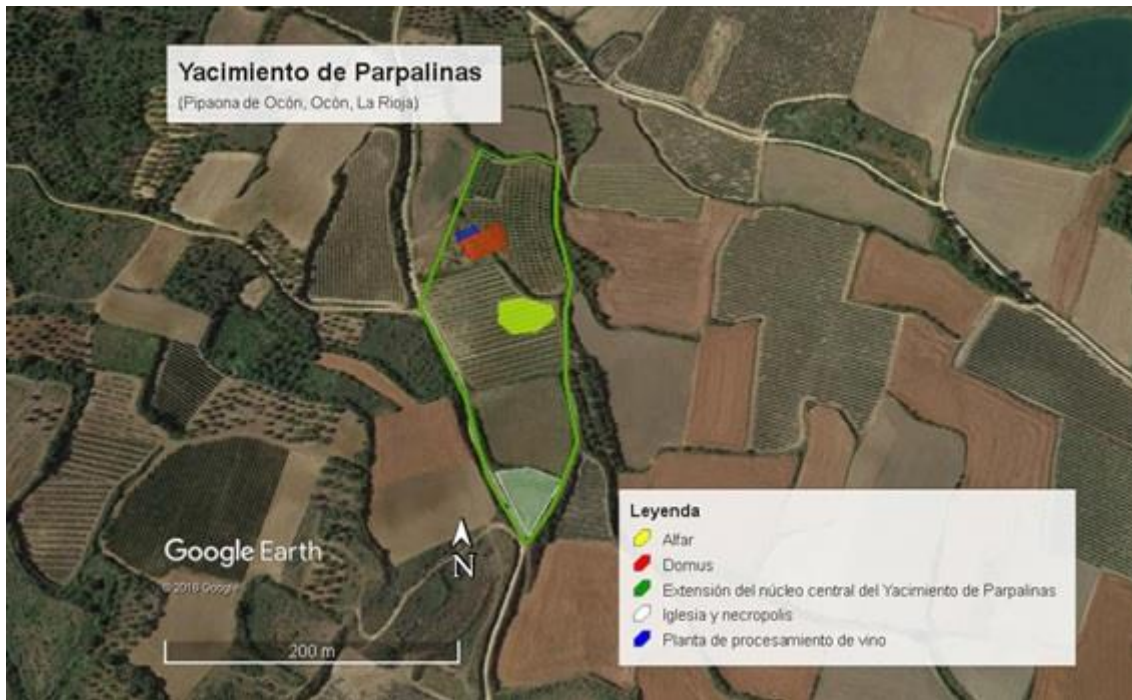 Yacimiento de Parpalinas
(Pipaona de Ocón, Ocón, La Rioja)
Leyenda
Alfar
Domus
Extensión del núcleo central del Yacimiento de Parpalinas
Iglesia y necropolis
Planta de procesamiento de vino
Google Earth
N
© 2018 Google
200 m